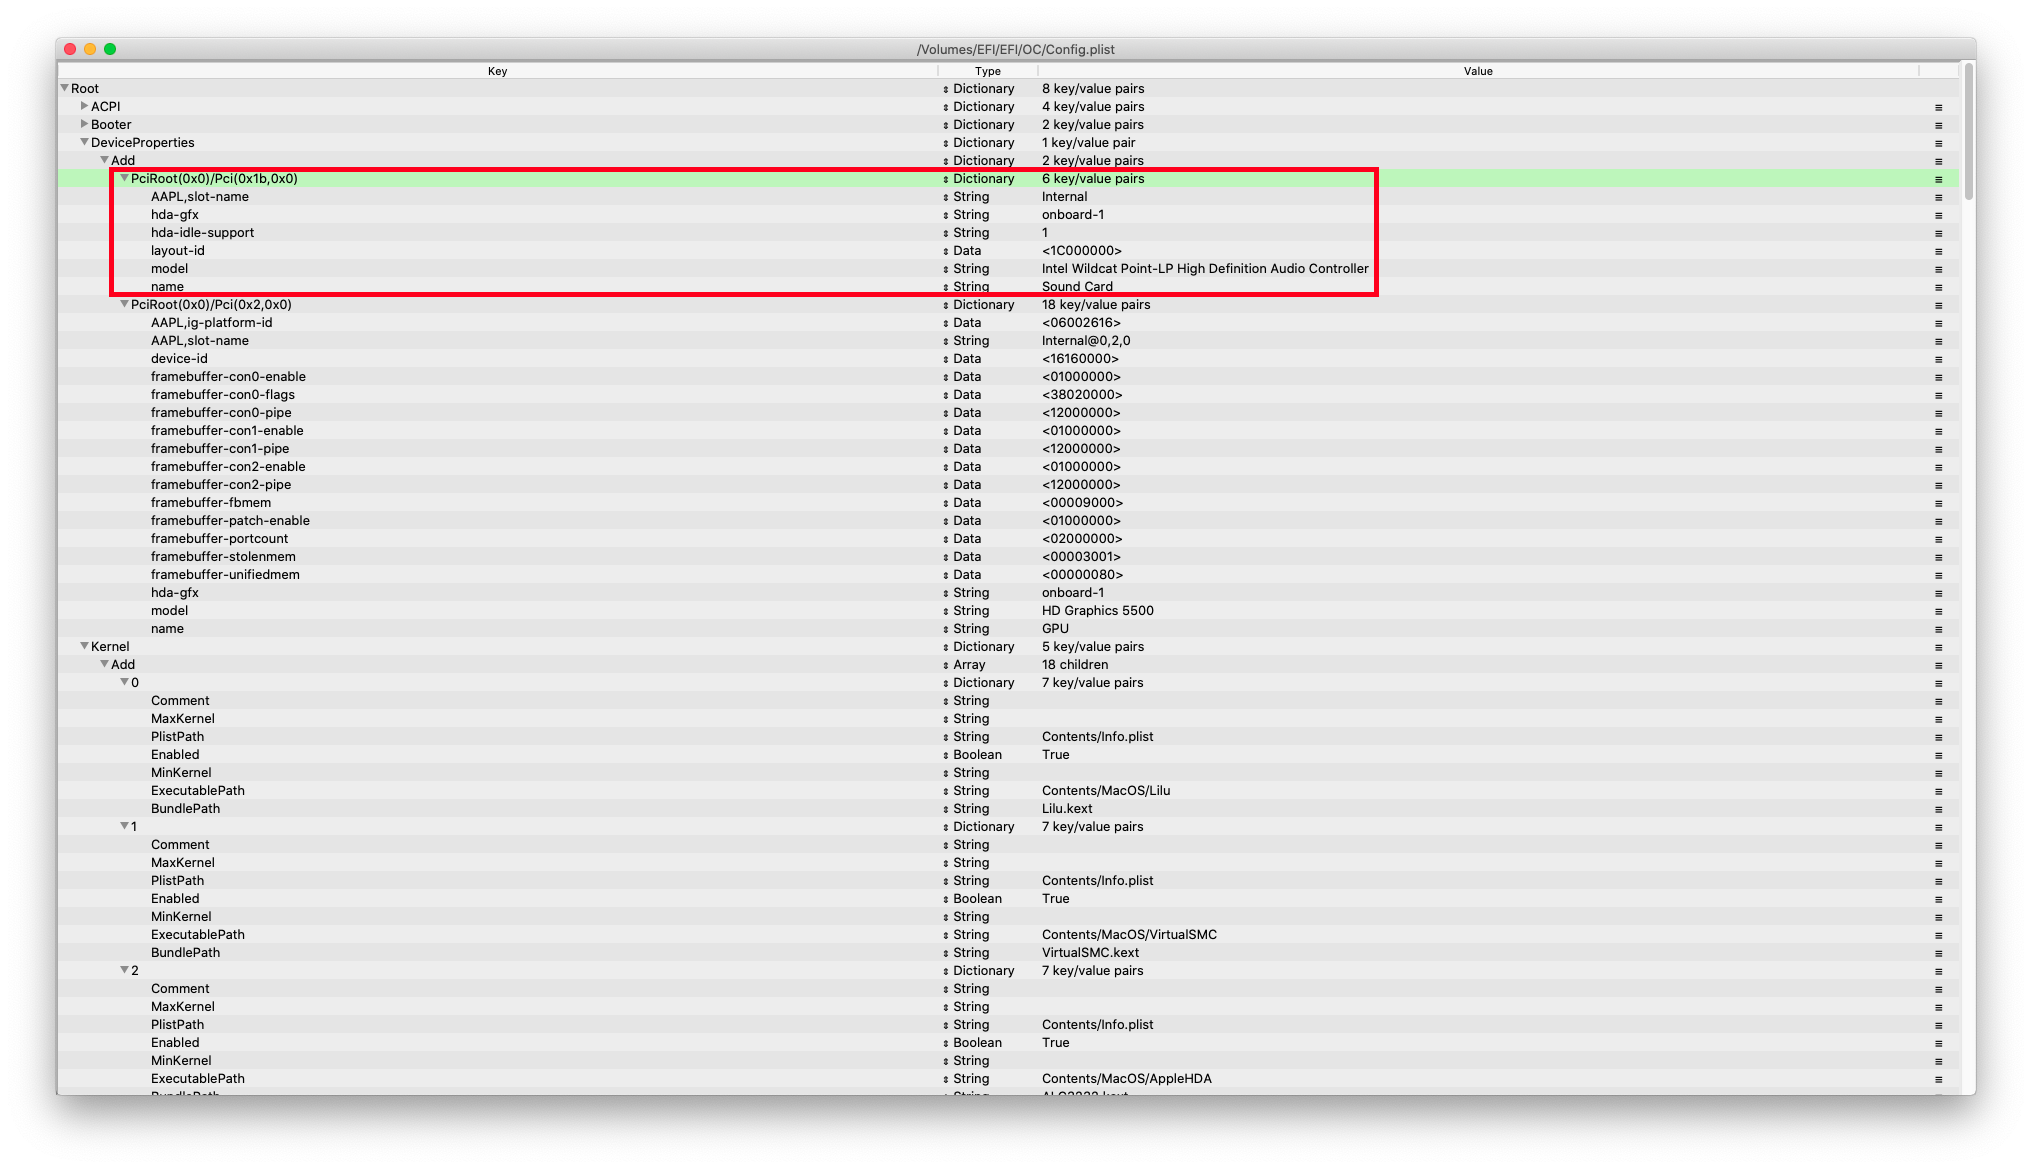 /Volumes/EFI/EFI/OC/Config.plist
Key Type Value
Root Dictionary 8 key/value pairs
ACPI Dictionary 4 key/value pairs
Booter Dictionary 2 key/value pairs
DeviceProperties Dictionary 1 key/value pair
Add Dictionary 2 key/value pairs
PciRoot(0x0)/Pci(0x1b,0x0) Dictionary 6 key/value pairs
AAPL,slot-name String Internal
hda-gfx String onboard-1
hda-idle-support String 1
layout-id Data <1C000000>
model String Intel Wildcat Point-LP High Definition Audio Controller
name String Sound Card
PciRoot(0x0)/Pci(0x2,0x0) Dictionary 18 key/value pairs
AAPL,ig-platform-id Data <06002616>
AAPL,slot-name String Internal@0,2,0
device-id Data <16160000>
framebuffer-con0-enable Data <01000000>
framebuffer-con0-flags Data <38020000>
framebuffer-con0-pipe Data <12000000>
framebuffer-con1-enable Data <01000000>
framebuffer-con1-pipe Data <12000000>
framebuffer-con2-enable Data <01000000>
framebuffer-con2-pipe Data <12000000>
framebuffer-fbmem Data <00009000>
framebuffer-patch-enable Data <01000000>
framebuffer-portcount Data <02000000>
framebuffer-stolenmem Data <00003001>
framebuffer-unifiedmem Data <00000080>
hda-gfx String onboard-1
model String HD Graphics 5500
name String GPU
Kernel Dictionary 5 key/value pairs
Add Array 18 children
0 Dictionary 7 key/value pairs
Comment String
MaxKernel String
PlistPath String Contents/Info.plist
Enabled Boolean True
MinKernel String
ExecutablePath String Contents/MacOS/Lilu
BundlePath String Lilu.kext
1 Dictionary 7 key/value pairs
Comment String
MaxKernel String
PlistPath String Contents/Info.plist
Enabled Boolean True
MinKernel String
ExecutablePath String Contents/MacOS/VirtualSMC
BundlePath String VirtualSMC.kext
2 Dictionary 7 key/value pairs
Comment String
MaxKernel String
PlistPath String Contents/Info.plist
Enabled Boolean True
MinKernel String
ExecutablePath String Contents/MacOS/AppleHDA
BundlePath String